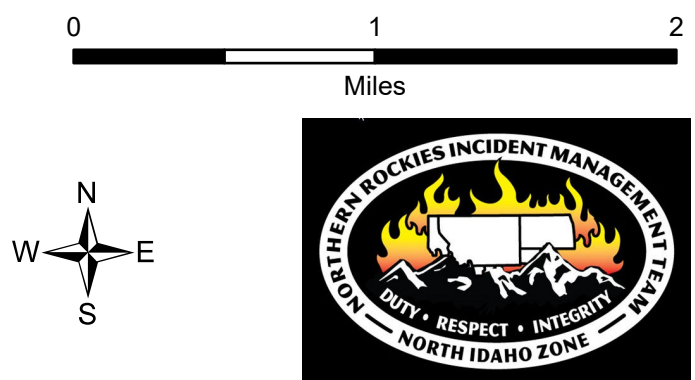 0 1 2
Miles
N
W E
S
NORTHERN ROCKIES INCIDENT MANAGEMENT TEAM
DUTY • RESPECT • INTEGRITY
NORTH IDAHO ZONE